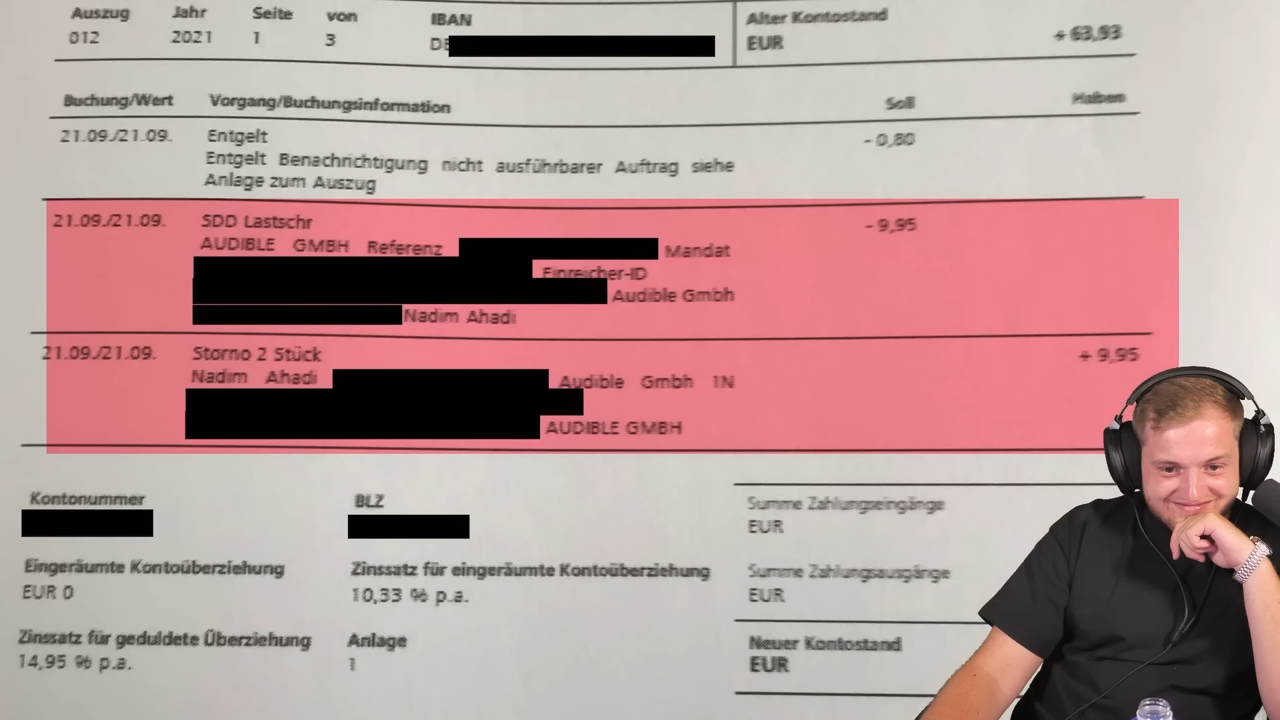 Auszug Jahr Seite von IBAN Alter Kontostand
012 2021 1 3 DE EUR + 63,93
Buchung/Wert Vorgang/Buchungsinformation Soll Haben
21.09./21.09. Entgelt - 0,80
Entgelt Benachrichtigung nicht ausführbarer Auftrag siehe
Anlage zum Auszug
21.09./21.09. SDD Lastschr - 9,95
AUDIBLE GMBH Referenz Mandat
Einreicher-ID
Audible Gmbh
Nadim Ahadi
21.09./21.09. Storno 2 Stück + 9,95
Nadim Ahadi Audible Gmbh 1N
AUDIBLE GMBH
Kontonummer BLZ Summe Zahlungseingänge
EUR
Eingeräumte Kontoüberziehung Zinssatz für eingeräumte Kontoüberziehung Summe Zahlungsausgänge
EUR 0 10,33 % p.a. EUR
Zinssatz für geduldete Überziehung Anlage Neuer Kontostand
14,95 % p.a. 1 EUR